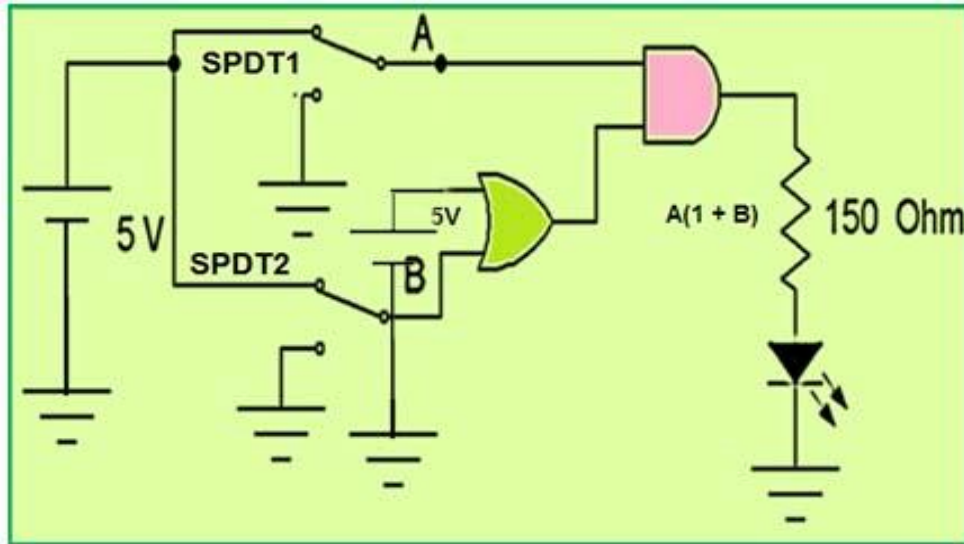 A
SPDT1
5V
A(1 + B)
150 Ohm
5 V
SPDT2
B